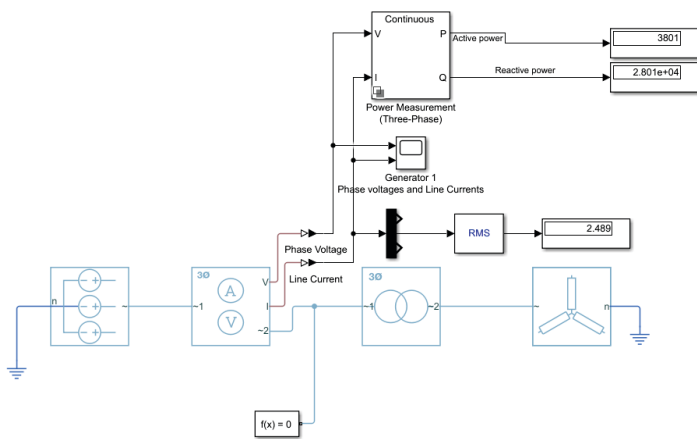 Continuous
V
P
Active power
3801
I
Q
Reactive power
2.801e+04
Power Measurement
(Three-Phase)
Generator 1
Phase voltages and Line Currents
RMS
2.489
Phase Voltage
Line Current
n
~
3Ø
~1
A
V
V
I
~2
3Ø
~1
~2
~
n
f(x) = 0